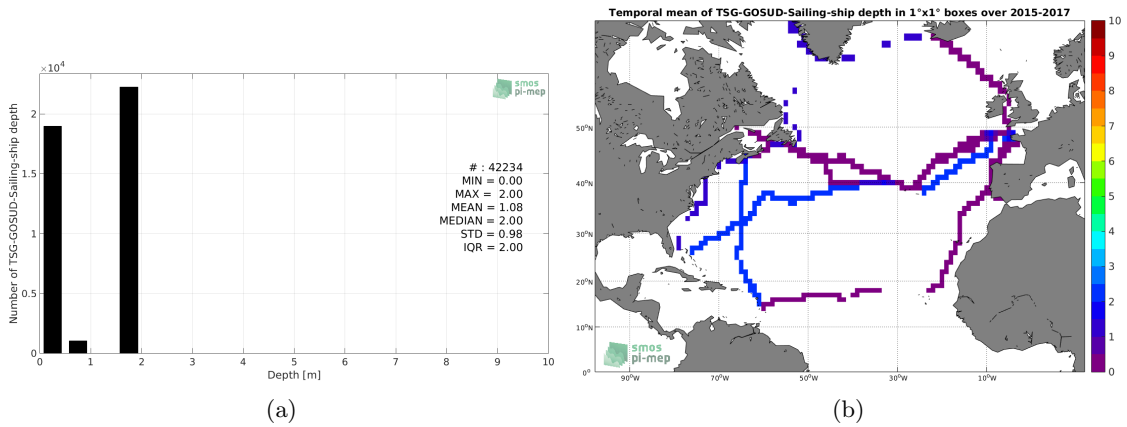 ×10⁴
2
1.5
1
0.5
0
Number of TSG-GOSUD-Sailing-ship depth
smos
pi-mep
# : 42234
MIN = 0.00
MAX = 2.00
MEAN = 1.08
MEDIAN = 2.00
STD = 0.98
IQR = 2.00
0 1 2 3 4 5 6 7 8 9 10
Depth [m]
(a)
Temporal mean of TSG-GOSUD-Sailing-ship depth in 1°x1° boxes over 2015-2017
50°N
40°N
30°N
20°N
10°N
0°
90°W 70°W 50°W 30°W 10°W
smos
pi-mep
10
9
8
7
6
5
4
3
2
1
0
(b)